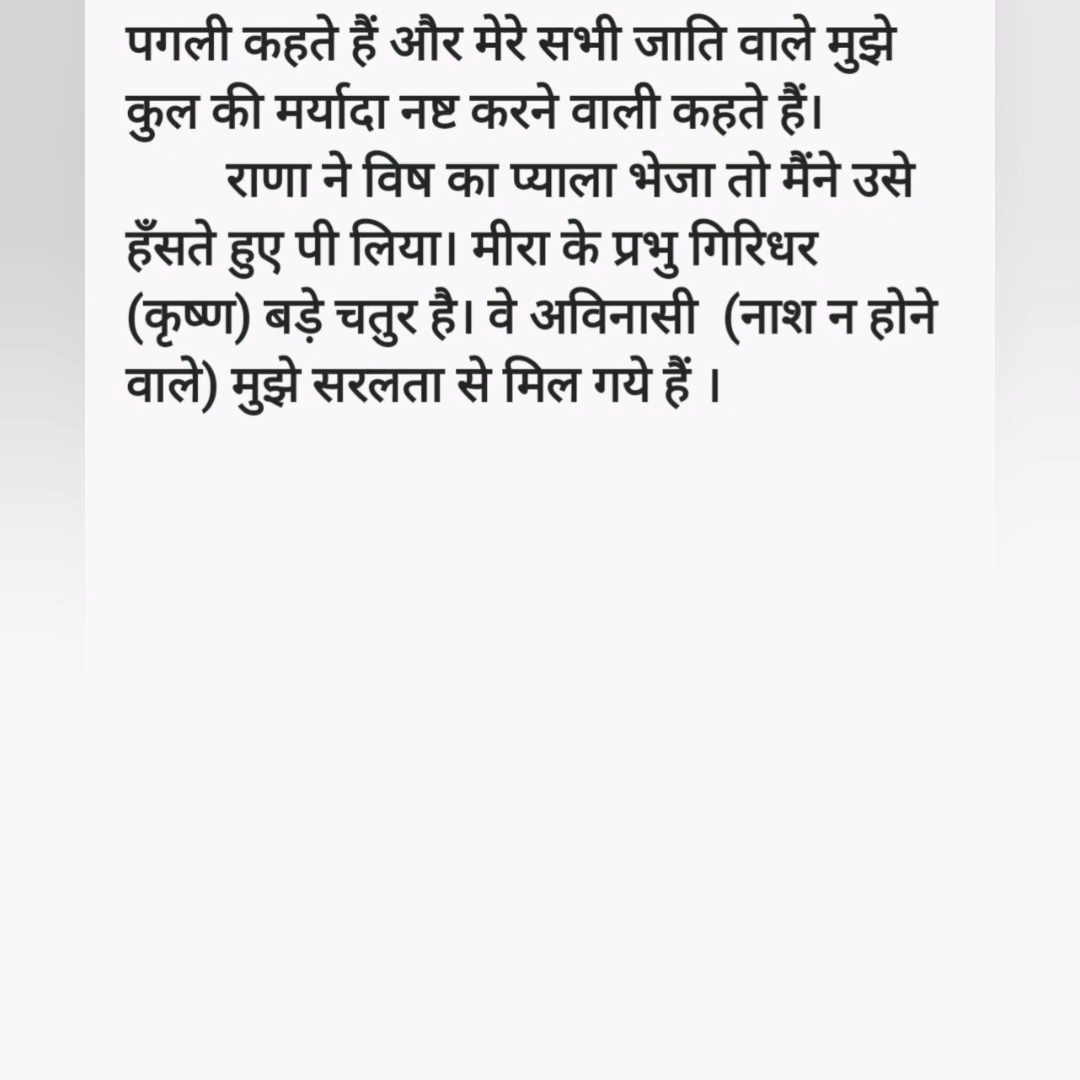 पगली कहते हैं और मेरे सभी जाति वाले मुझे
कुल की मर्यादा नष्ट करने वाली कहते हैं।
राणा ने विष का प्याला भेजा तो मैंने उसे
हँसते हुए पी लिया। मीरा के प्रभु गिरिधर
(कृष्ण) बड़े चतुर है। वे अविनासी (नाश न होने
वाले) मुझे सरलता से मिल गये हैं ।